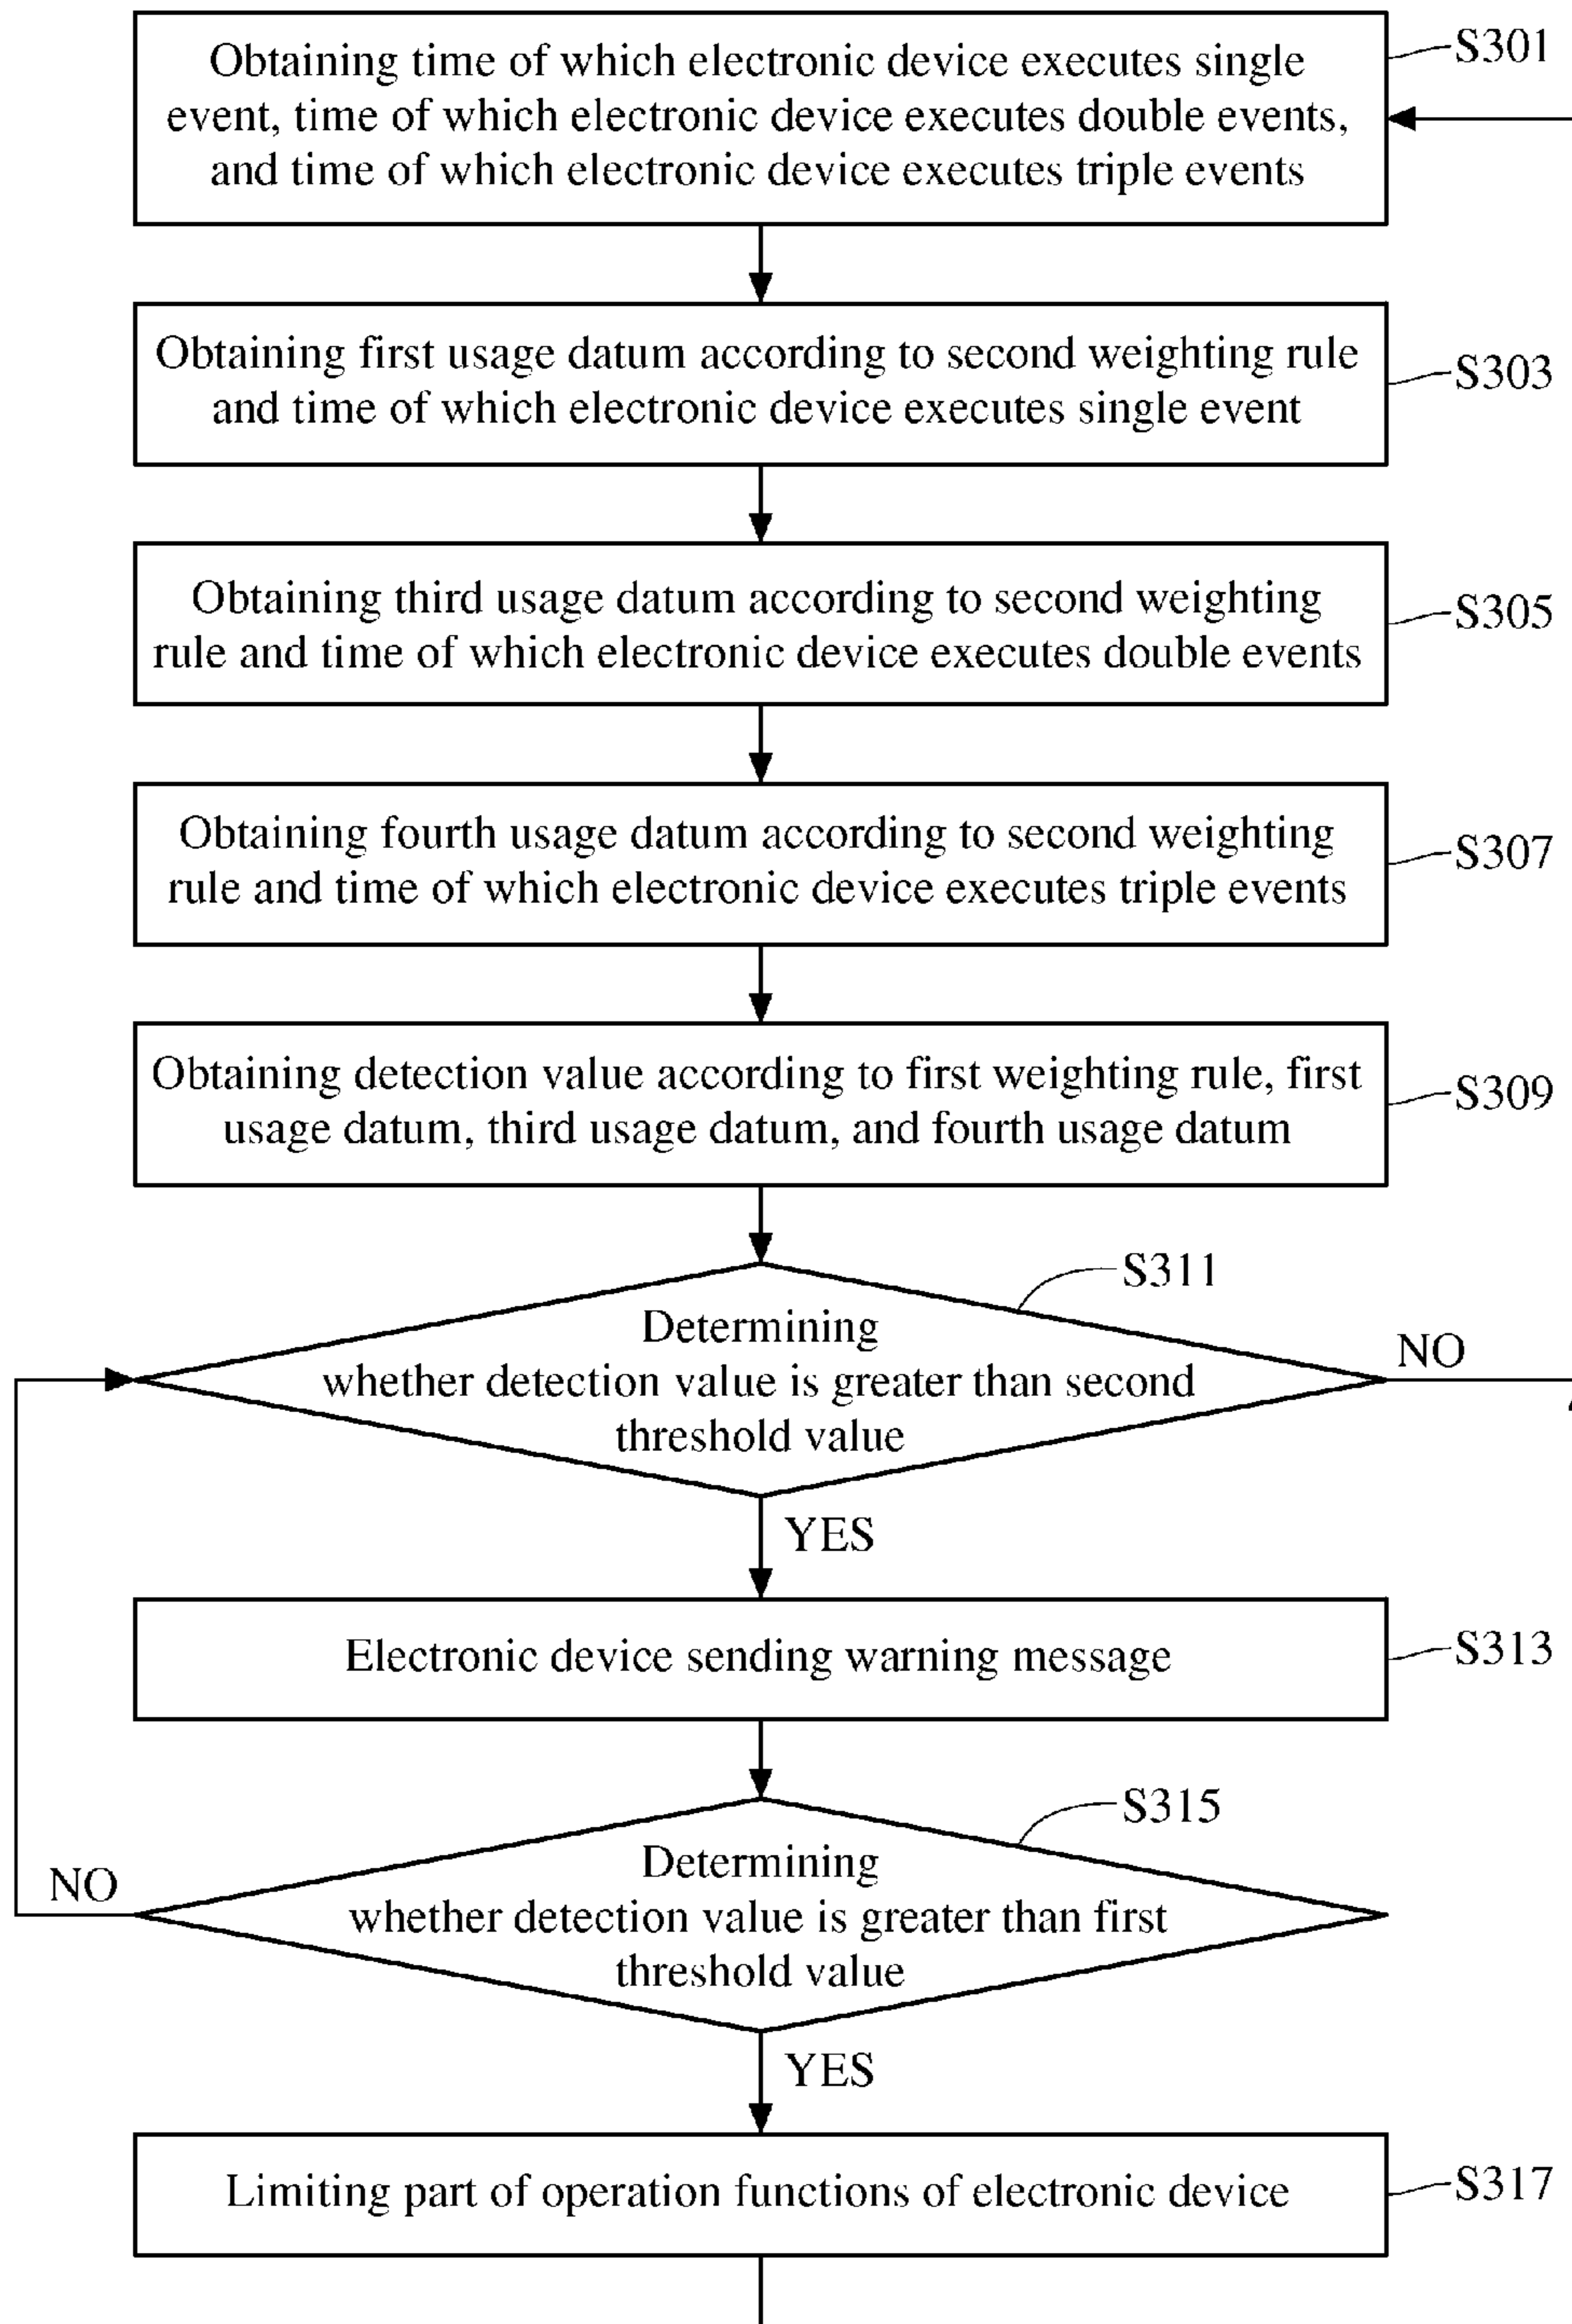 Obtaining time of which electronic device executes single
event, time of which electronic device executes double events,
and time of which electronic device executes triple events
S301
Obtaining first usage datum according to second weighting rule
and time of which electronic device executes single event
S303
Obtaining third usage datum according to second weighting
rule and time of which electronic device executes double events
S305
Obtaining fourth usage datum according to second weighting
rule and time of which electronic device executes triple events
S307
Obtaining detection value according to first weighting rule, first
usage datum, third usage datum, and fourth usage datum
S309
S311
Determining
whether detection value is greater than second
threshold value
NO
YES
Electronic device sending warning message
S313
S315
Determining
whether detection value is greater than first
threshold value
NO
YES
Limiting part of operation functions of electronic device
S317